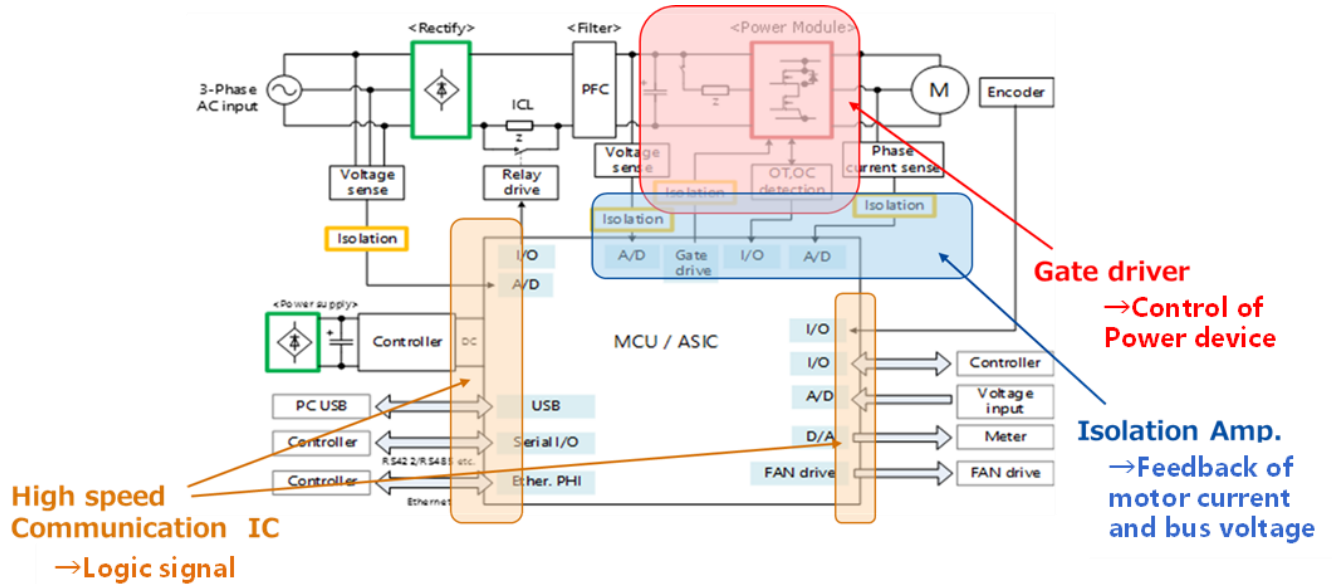 <Rectify>
<Filter>
<Power Module>
3-Phase
AC input
ICL
z
PFC
+
z
M
Encoder
Voltage
sense
Relay
drive
Voltage
sense
Isolation
OT,OC
detection
Phase
current sense
Isolation
Isolation
Isolation
I/O
A/D
A/D
Gate
drive
I/O
A/D
Gate driver
→Control of
Power device
<Power supply>
+
Controller
DC
MCU / ASIC
I/O
I/O
Controller
A/D
Voltage
input
PC USB
USB
D/A
Meter
Controller
Serial I/O
RS422/RS485 etc.
FAN drive
FAN drive
Controller
Ether. PHI
Ethernet
Isolation Amp.
→Feedback of
motor current
and bus voltage
High speed
Communication IC
→Logic signal